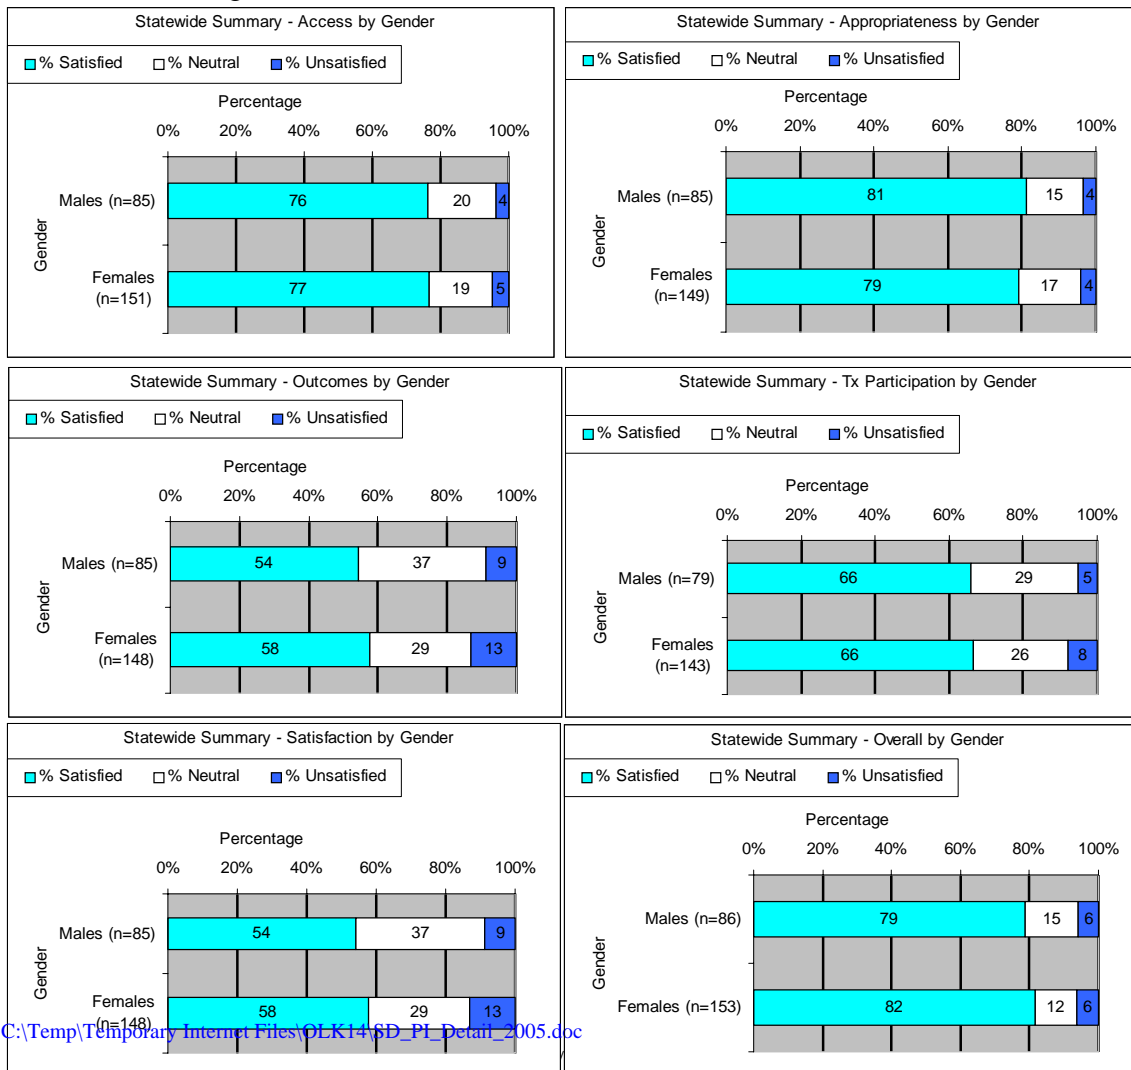 Statewide Summary - Access by Gender
% Satisfied % Neutral % Unsatisfied
Percentage
0% 20% 40% 60% 80% 100%
Gender
Males (n=85) 76 20 4
Females
(n=151) 77 19 5
Statewide Summary - Appropriateness by Gender
% Satisfied % Neutral % Unsatisfied
Percentage
0% 20% 40% 60% 80% 100%
Gender
Males (n=85) 81 15 4
Females
(n=149) 79 17 4
Statewide Summary - Outcomes by Gender
% Satisfied % Neutral % Unsatisfied
Percentage
0% 20% 40% 60% 80% 100%
Gender
Males (n=85) 54 37 9
Females
(n=148) 58 29 13
Statewide Summary - Tx Participation by Gender
% Satisfied % Neutral % Unsatisfied
Percentage
0% 20% 40% 60% 80% 100%
Gender
Males (n=79) 66 29 5
Females
(n=143) 66 26 8
Statewide Summary - Satisfaction by Gender
% Satisfied % Neutral % Unsatisfied
Percentage
0% 20% 40% 60% 80% 100%
Gender
Males (n=85) 54 37 9
Females
(n=148) 58 29 13
Statewide Summary - Overall by Gender
% Satisfied % Neutral % Unsatisfied
Percentage
0% 20% 40% 60% 80% 100%
Gender
Males (n=86) 79 15 6
Females (n=153) 82 12 6
C:\Temp\Temporary Internet Files\OLK14\SD_PI_Detail_2005.doc